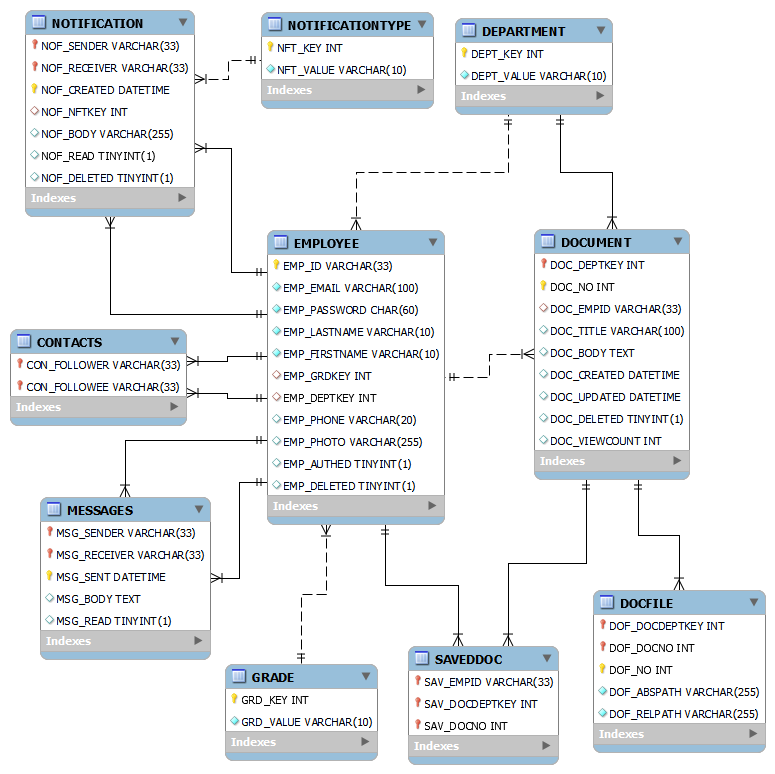 NOTIFICATION
NOF_SENDER VARCHAR(33)
NOF_RECEIVER VARCHAR(33)
NOF_CREATED DATETIME
NOF_NFTKEY INT
NOF_BODY VARCHAR(255)
NOF_READ TINYINT(1)
NOF_DELETED TINYINT(1)
Indexes
NOTIFICATIONTYPE
NFT_KEY INT
NFT_VALUE VARCHAR(10)
Indexes
DEPARTMENT
DEPT_KEY INT
DEPT_VALUE VARCHAR(10)
Indexes
EMPLOYEE
EMP_ID VARCHAR(33)
EMP_EMAIL VARCHAR(100)
EMP_PASSWORD CHAR(60)
EMP_LASTNAME VARCHAR(10)
EMP_FIRSTNAME VARCHAR(10)
EMP_GRDKEY INT
EMP_DEPTKEY INT
EMP_PHONE VARCHAR(20)
EMP_PHOTO VARCHAR(255)
EMP_AUTHED TINYINT(1)
EMP_DELETED TINYINT(1)
Indexes
DOCUMENT
DOC_DEPTKEY INT
DOC_NO INT
DOC_EMPID VARCHAR(33)
DOC_TITLE VARCHAR(100)
DOC_BODY TEXT
DOC_CREATED DATETIME
DOC_UPDATED DATETIME
DOC_DELETED TINYINT(1)
DOC_VIEWCOUNT INT
Indexes
CONTACTS
CON_FOLLOWER VARCHAR(33)
CON_FOLLOWEE VARCHAR(33)
Indexes
MESSAGES
MSG_SENDER VARCHAR(33)
MSG_RECEIVER VARCHAR(33)
MSG_SENT DATETIME
MSG_BODY TEXT
MSG_READ TINYINT(1)
Indexes
GRADE
GRD_KEY INT
GRD_VALUE VARCHAR(10)
Indexes
SAVEDDOC
SAV_EMPID VARCHAR(33)
SAV_DOCDEPTKEY INT
SAV_DOCNO INT
Indexes
DOCFILE
DOF_DOCDEPTKEY INT
DOF_DOCNO INT
DOF_NO INT
DOF_ABSPATH VARCHAR(255)
DOF_RELPATH VARCHAR(255)
Indexes